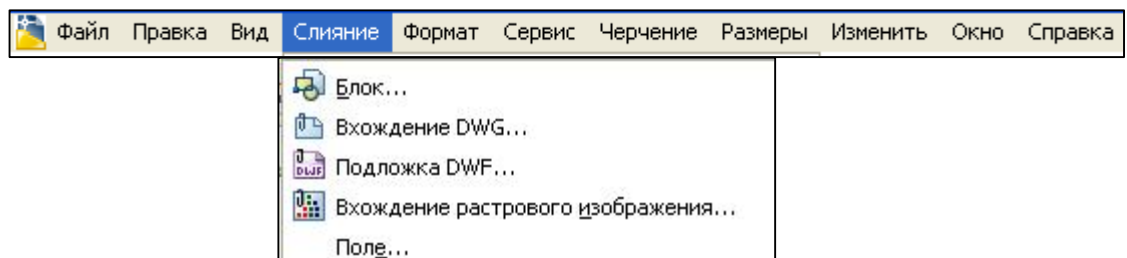 Файл Правка Вид Слияние Формат Сервис Черчение Размеры Изменить Окно Справка
Блок...
Вхождение DWG...
DWF Подложка DWF...
Вхождение растрового изображения...
Поле...